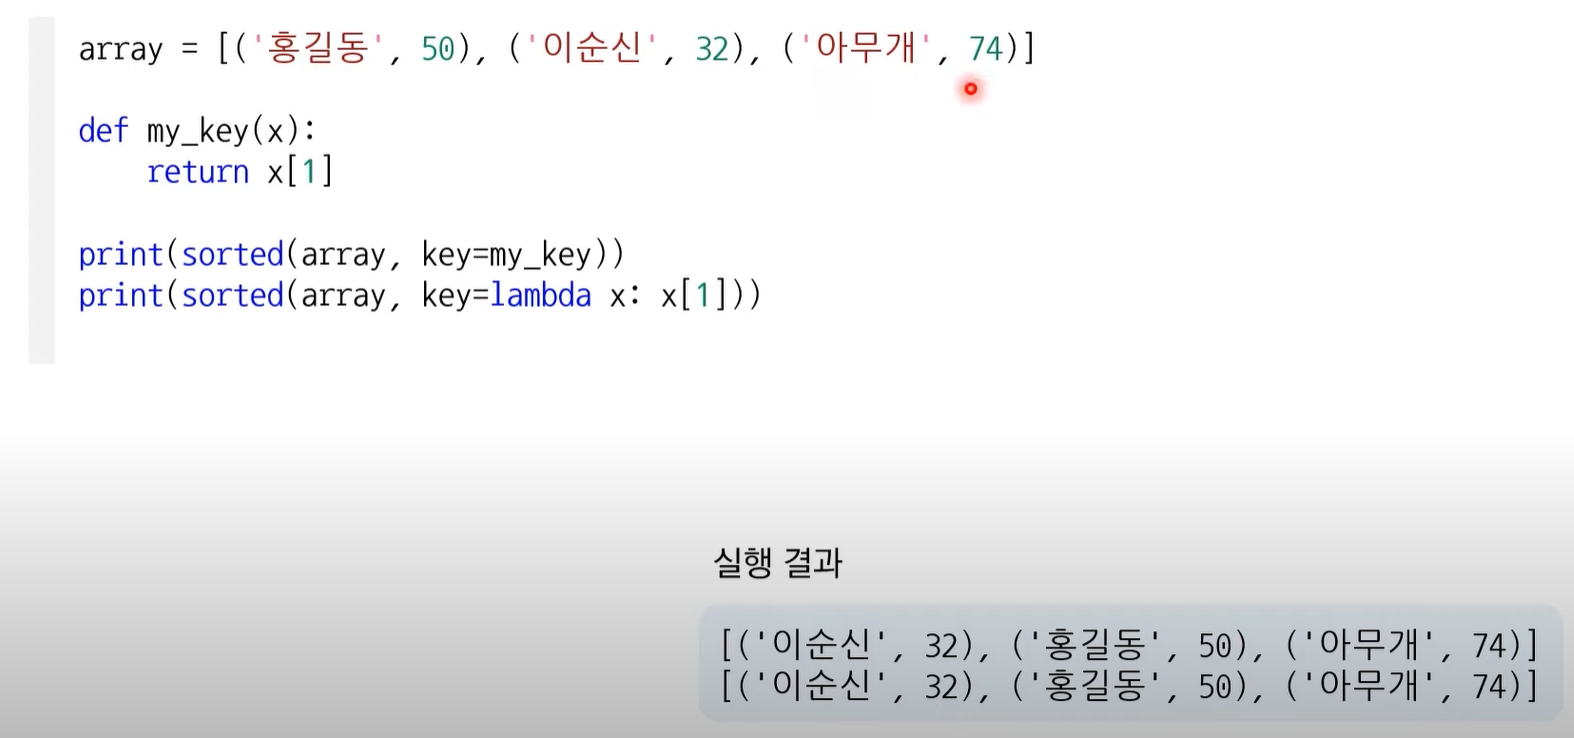 array = [('홍길동', 50), ('이순신', 32), ('아무개', 74)]
def my_key(x):
    return x[1]
print(sorted(array, key=my_key))
print(sorted(array, key=lambda x: x[1]))
실행 결과
[('이순신', 32), ('홍길동', 50), ('아무개', 74)]
[('이순신', 32), ('홍길동', 50), ('아무개', 74)]